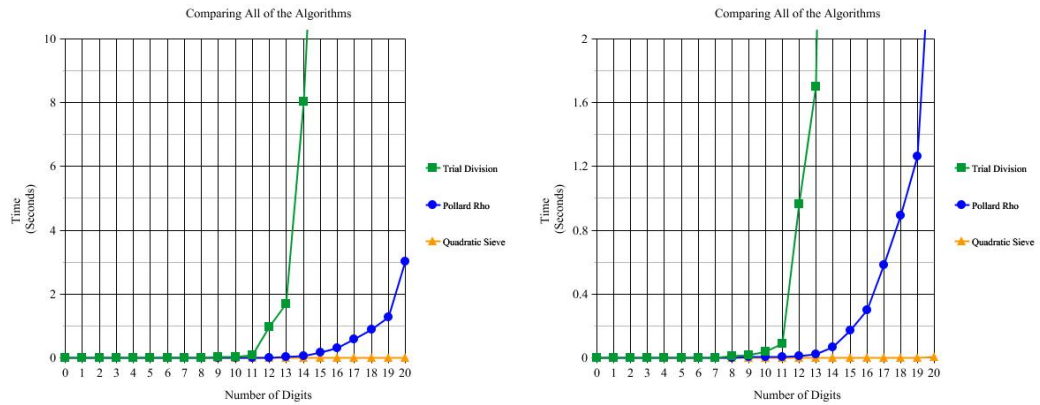 Comparing All of the Algorithms
10
8
6
4
2
0
Time
(Seconds)
0 1 2 3 4 5 6 7 8 9 10 11 12 13 14 15 16 17 18 19 20
Number of Digits
Trial Division
Pollard Rho
Quadratic Sieve
Comparing All of the Algorithms
2
1.6
1.2
0.8
0.4
0
Time
(Seconds)
0 1 2 3 4 5 6 7 8 9 10 11 12 13 14 15 16 17 18 19 20
Number of Digits
Trial Division
Pollard Rho
Quadratic Sieve